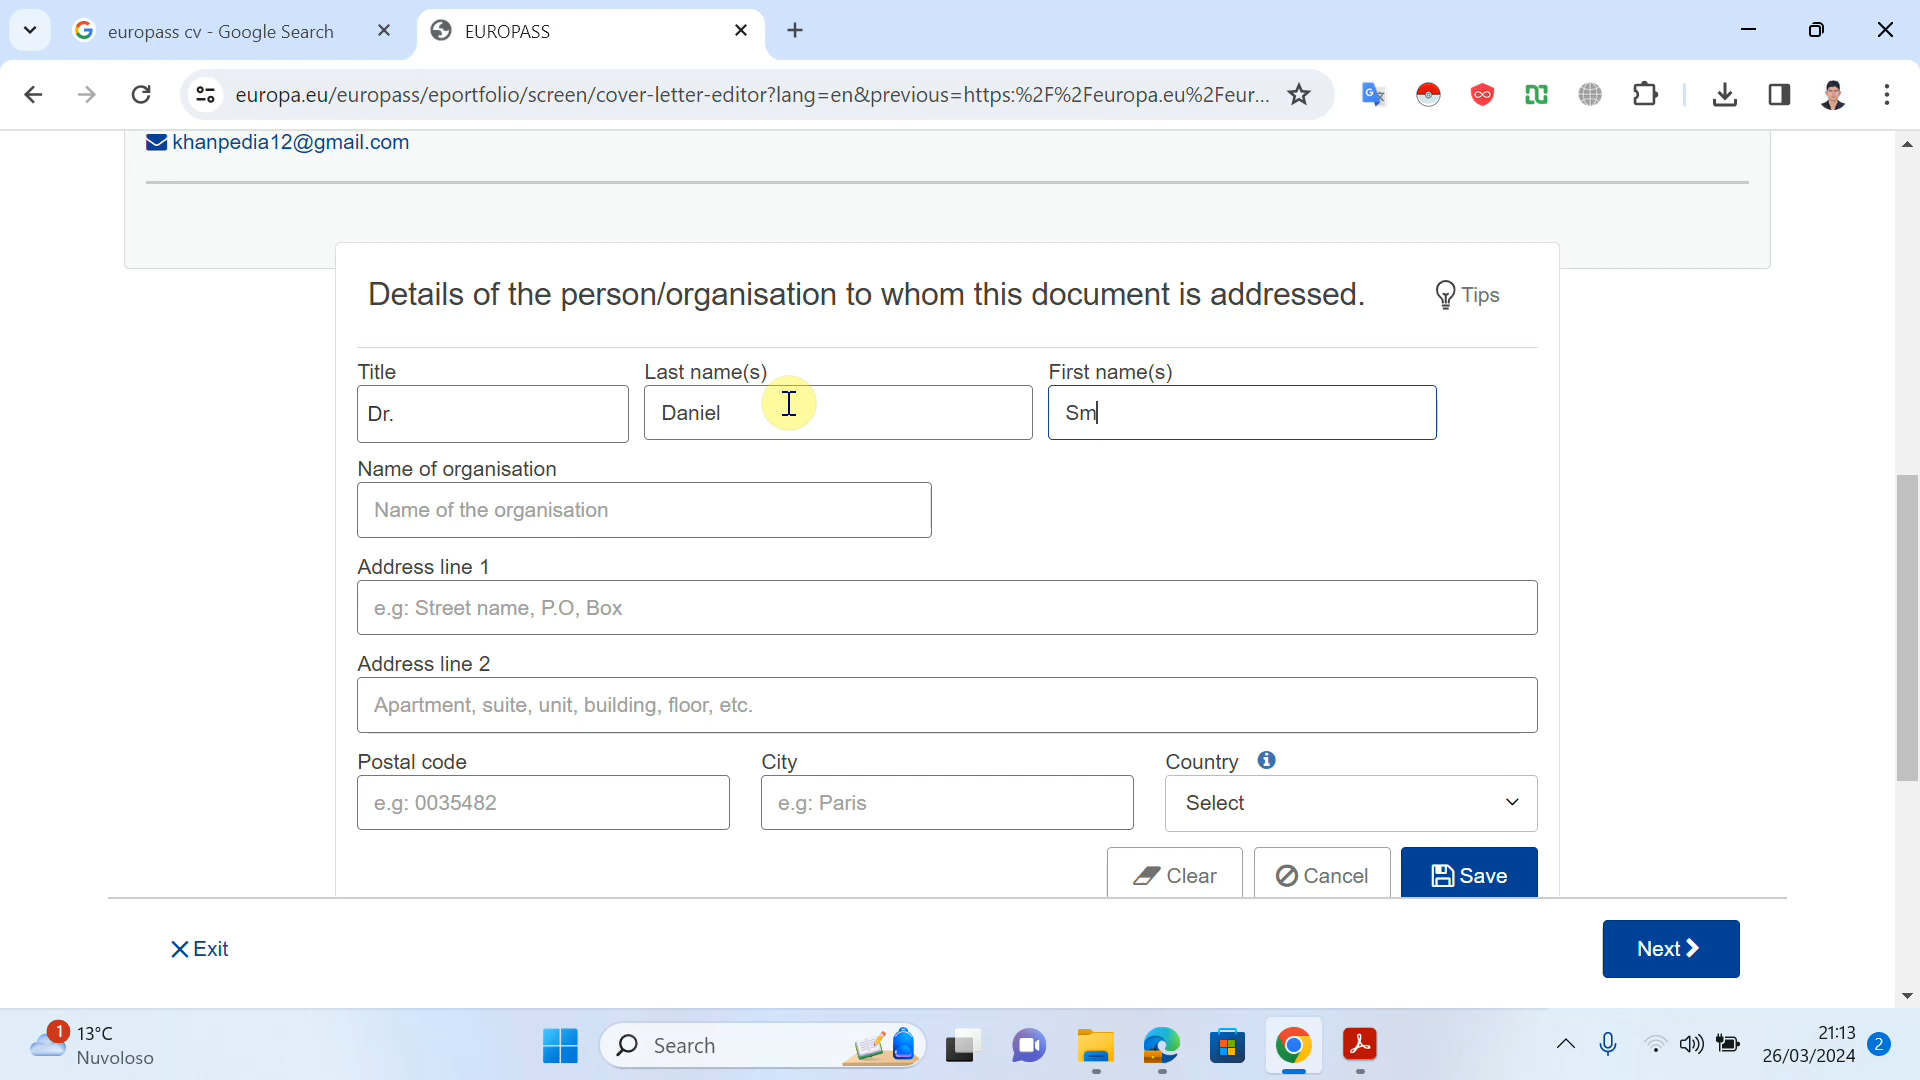 europass cv - Google Search
EUROPASS
europa.eu/europass/eportfolio/screen/cover-letter-editor?lang=en&previous=https:%2F%2Feuropa.eu%2Feur...
khanpedia12@gmail.com
Details of the person/organisation to whom this document is addressed.
Tips
Title
Last name(s)
First name(s)
Dr.
Daniel
Sm
Name of organisation
Name of the organisation
Address line 1
e.g: Street name, P.O, Box
Address line 2
Apartment, suite, unit, building, floor, etc.
Postal code
City
Country
e.g: 0035482
e.g: Paris
Select
Clear
Cancel
Save
Exit
Next
1
13°C
Nuvoloso
Search
21:13
26/03/2024
2